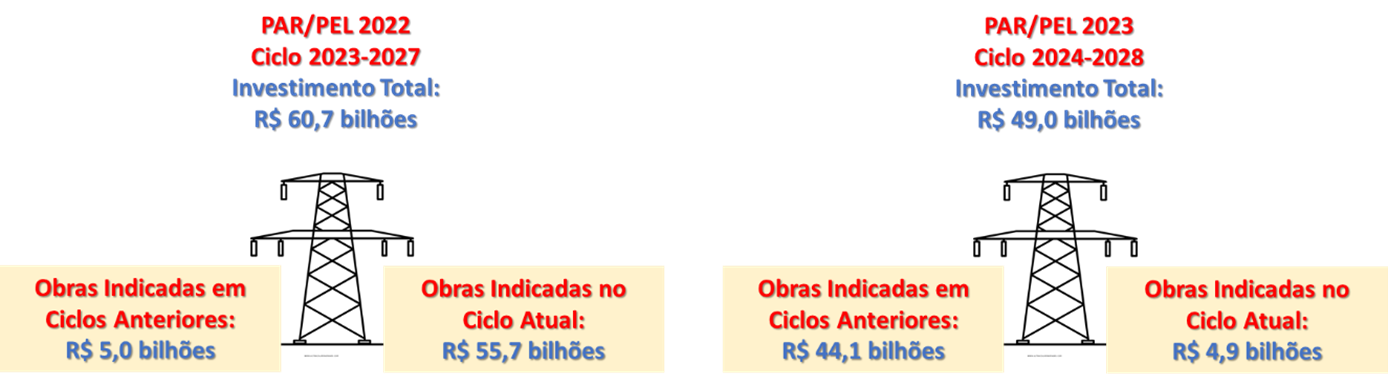 PAR/PEL 2022
Ciclo 2023-2027
Investimento Total:
R$ 60,7 bilhões
Obras Indicadas em
Ciclos Anteriores:
R$ 5,0 bilhões
Obras Indicadas no
Ciclo Atual:
R$ 55,7 bilhões
PAR/PEL 2023
Ciclo 2024-2028
Investimento Total:
R$ 49,0 bilhões
Obras Indicadas em
Ciclos Anteriores:
R$ 44,1 bilhões
Obras Indicadas no
Ciclo Atual:
R$ 4,9 bilhões